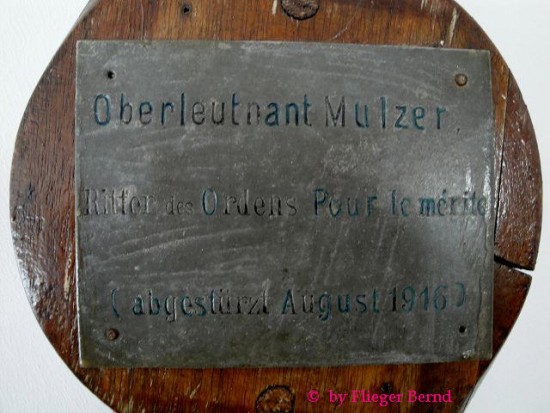 Oberleutnant Mulzer,
Ritter des Ordens Pour le mérite
(abgestürzt August 1916)
© by Flieger Bernd